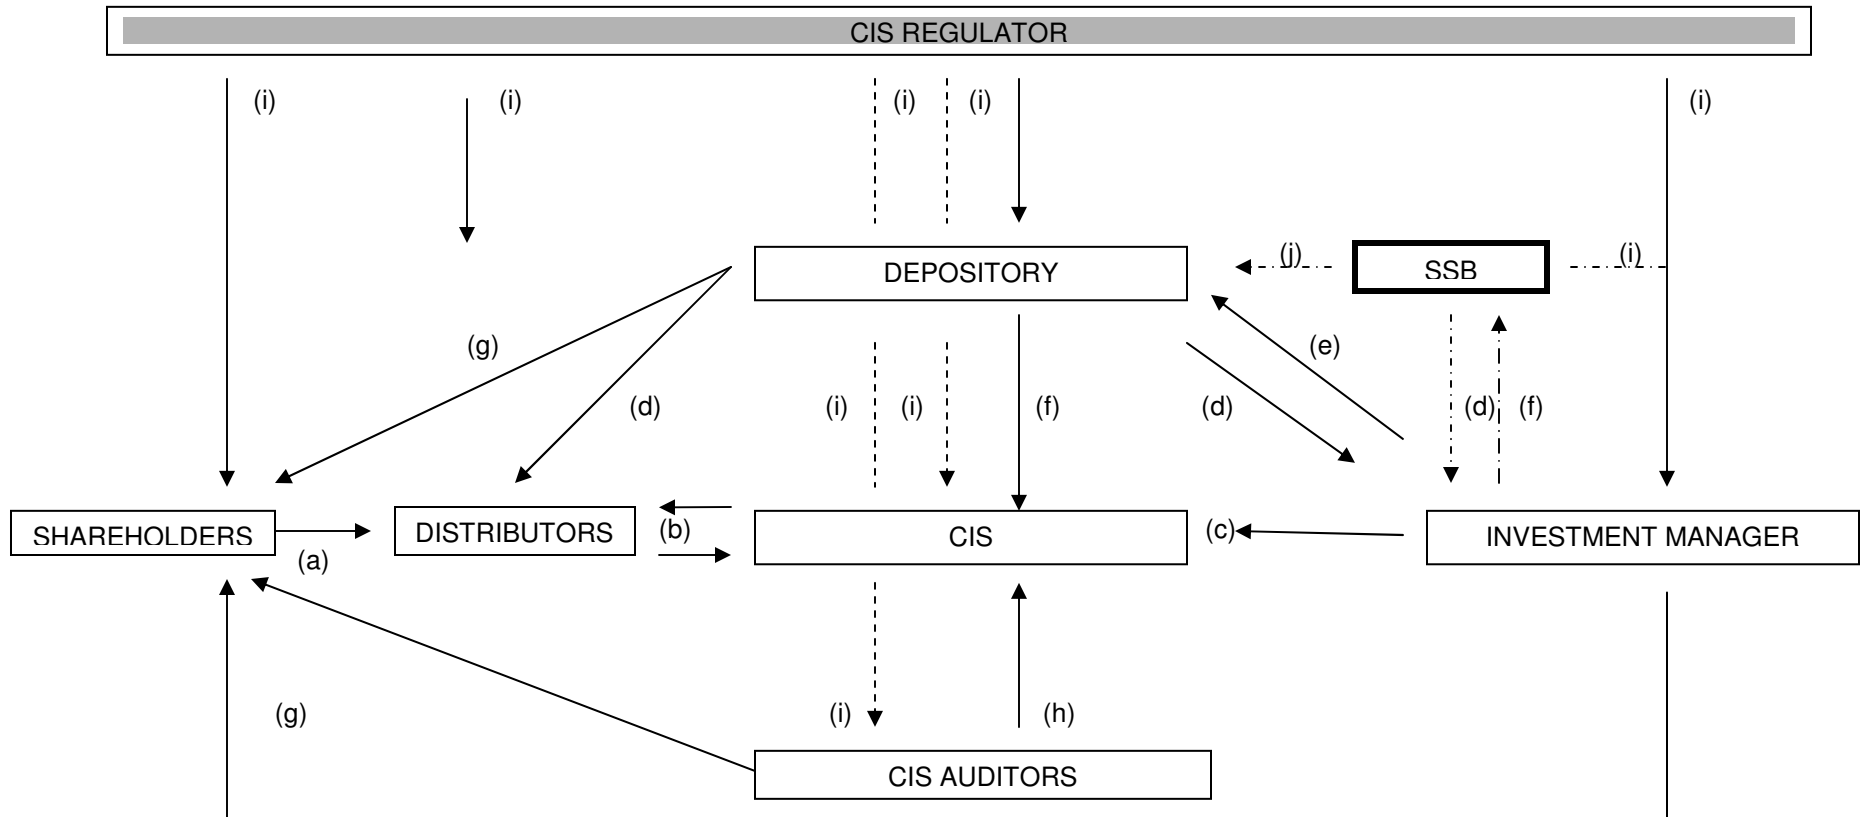 CIS REGULATOR
(i) (i) (i) (i) (i)
(j) SSB (i)
DEPOSITORY
(g) (e)
(d) (i) (i) (f) (d) (d) (f)
SHAREHOLDERS DISTRIBUTORS (b) CIS (c) INVESTMENT MANAGER
(a)
(g) (i) (h)
CIS AUDITORS